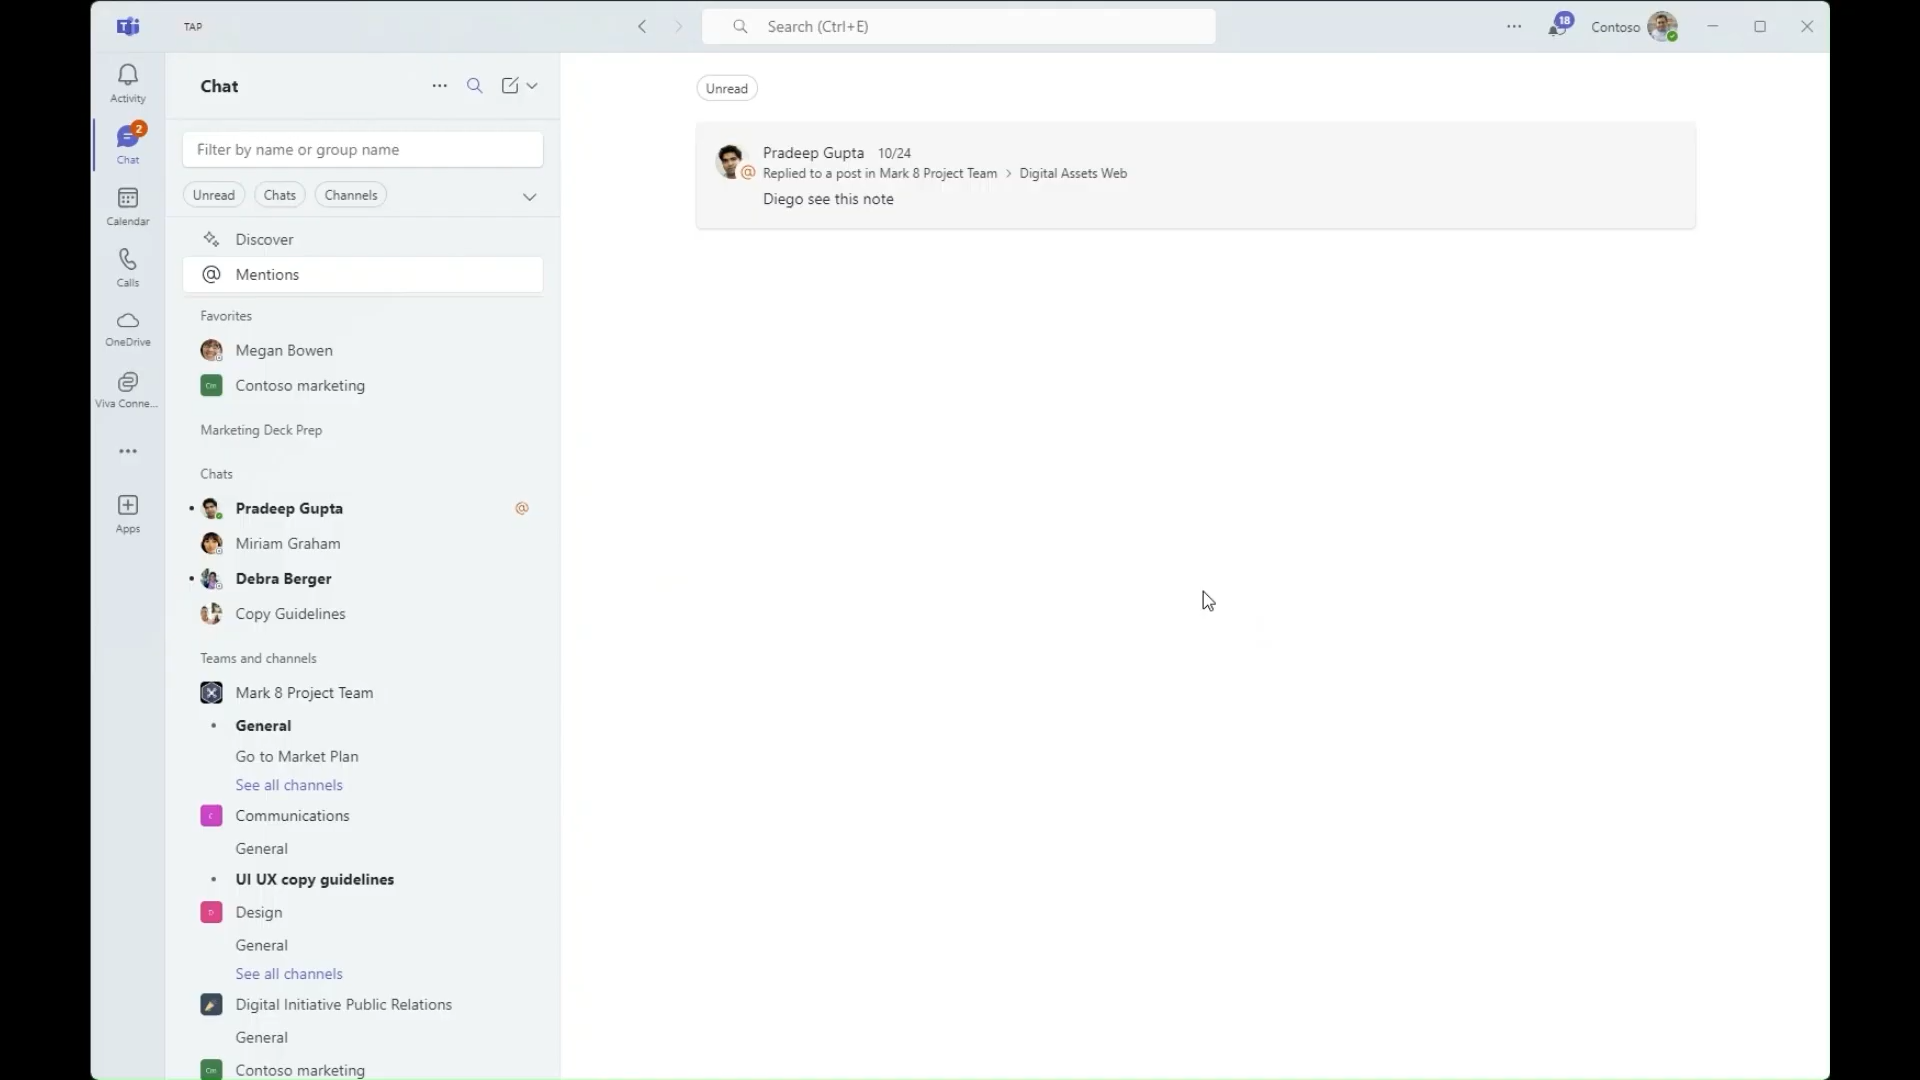 TAP
Search (Ctrl+E)
18
Contoso
Activity
2
Chat
Calendar
Calls
OneDrive
Viva Conne...
Apps
Chat
Filter by name or group name
Unread
Chats
Channels
Discover
@ Mentions
Favorites
Megan Bowen
Cm Contoso marketing
Marketing Deck Prep
Chats
Pradeep Gupta @
Miriam Graham
Debra Berger
Copy Guidelines
Teams and channels
Mark 8 Project Team
General
Go to Market Plan
See all channels
C Communications
General
UI UX copy guidelines
D Design
General
See all channels
Digital Initiative Public Relations
General
Cm Contoso marketing
Unread
Pradeep Gupta 10/24
@ Replied to a post in Mark 8 Project Team > Digital Assets Web
Diego see this note